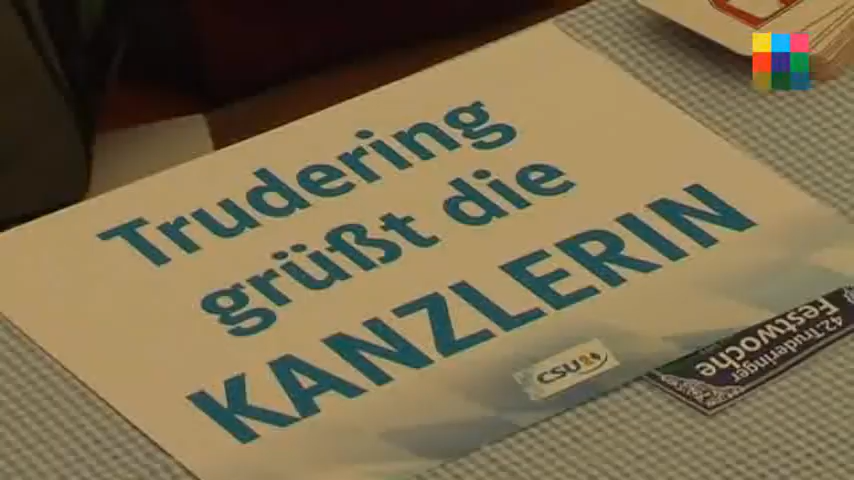 Trudering
grüßt die
KANZLERIN
CSU
42. Truderinger
Festwoche